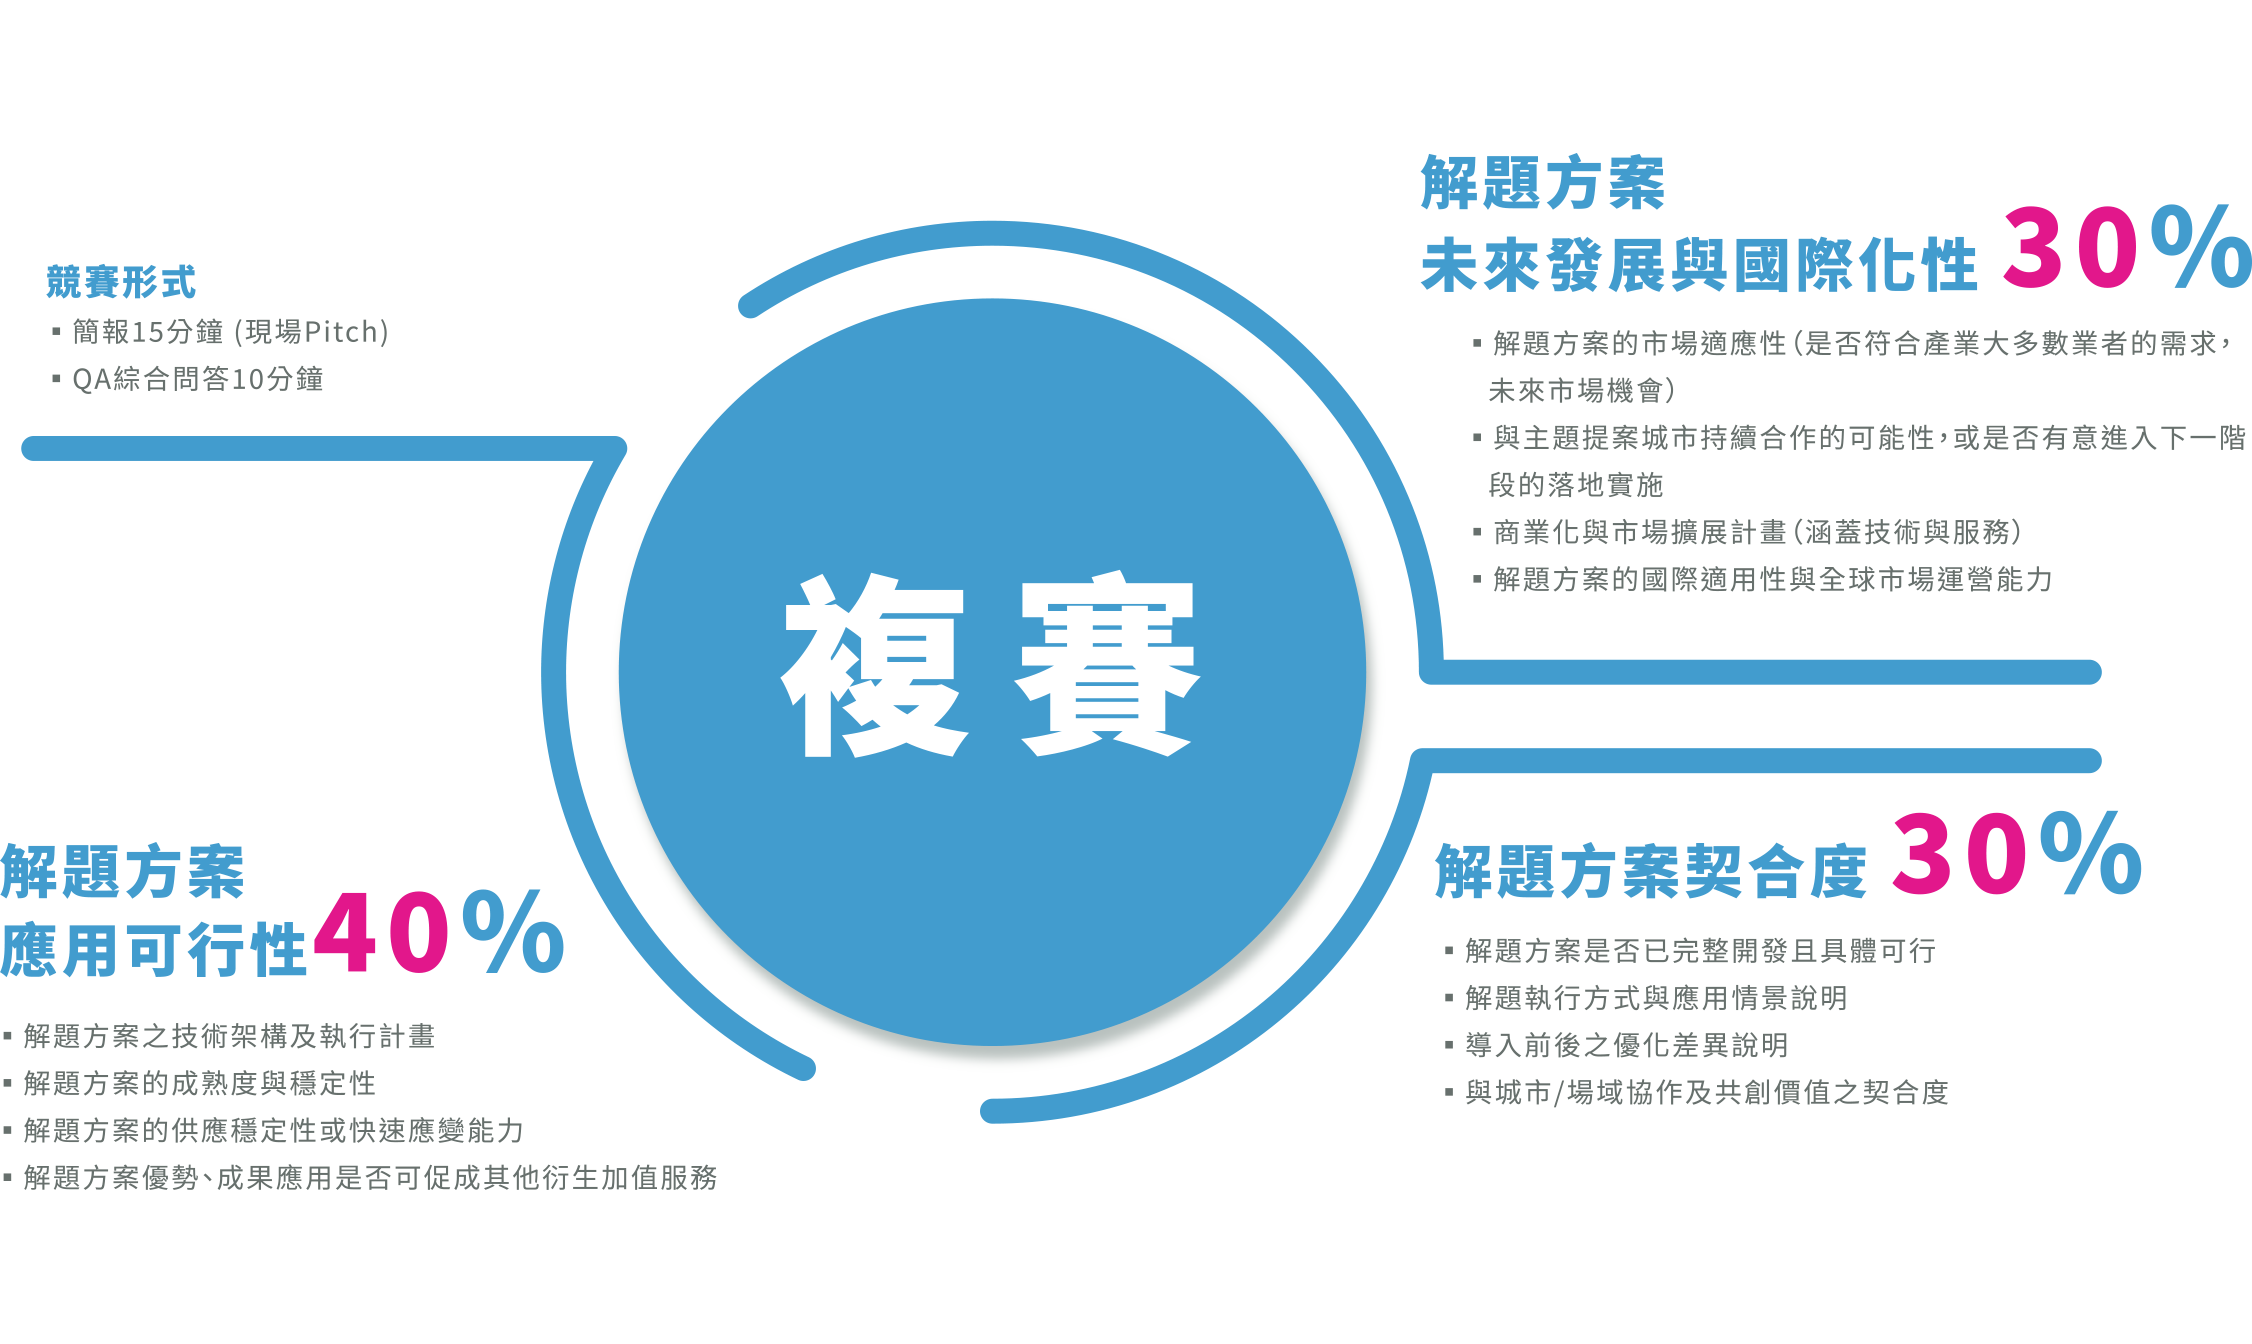 競賽形式
▪ 簡報15分鐘 (現場Pitch)
▪ QA綜合問答10分鐘
複賽
解題方案
未來發展與國際化性 30%
▪ 解題方案的市場適應性（是否符合產業大多數業者的需求，
未來市場機會）
▪ 與主題提案城市持續合作的可能性，或是否有意進入下一階
段的落地實施
▪ 商業化與市場擴展計畫（涵蓋技術與服務）
▪ 解題方案的國際適用性與全球市場運營能力
解題方案
應用可行性40%
▪ 解題方案之技術架構及執行計畫
▪ 解題方案的成熟度與穩定性
▪ 解題方案的供應穩定性或快速應變能力
▪ 解題方案優勢、成果應用是否可促成其他衍生加值服務
解題方案契合度 30%
▪ 解題方案是否已完整開發且具體可行
▪ 解題執行方式與應用情景說明
▪ 導入前後之優化差異說明
▪ 與城市/場域協作及共創價值之契合度